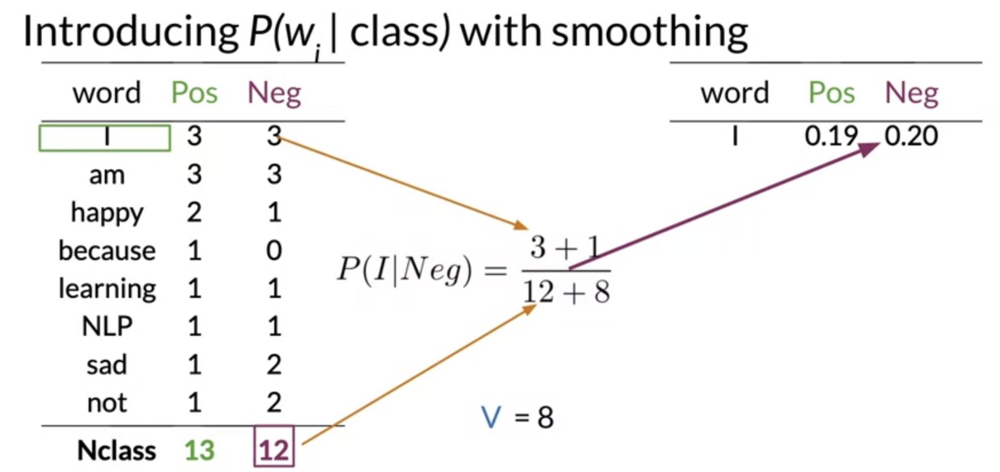 Introducing P(w_i | class) with smoothing
word Pos Neg
I 3 3
am 3 3
happy 2 1
because 1 0
learning 1 1
NLP 1 1
sad 1 2
not 1 2
Nclass 13 12
P(I|Neg) = \frac{3 + 1}{12 + 8}
V = 8
word Pos Neg
I 0.19 0.20